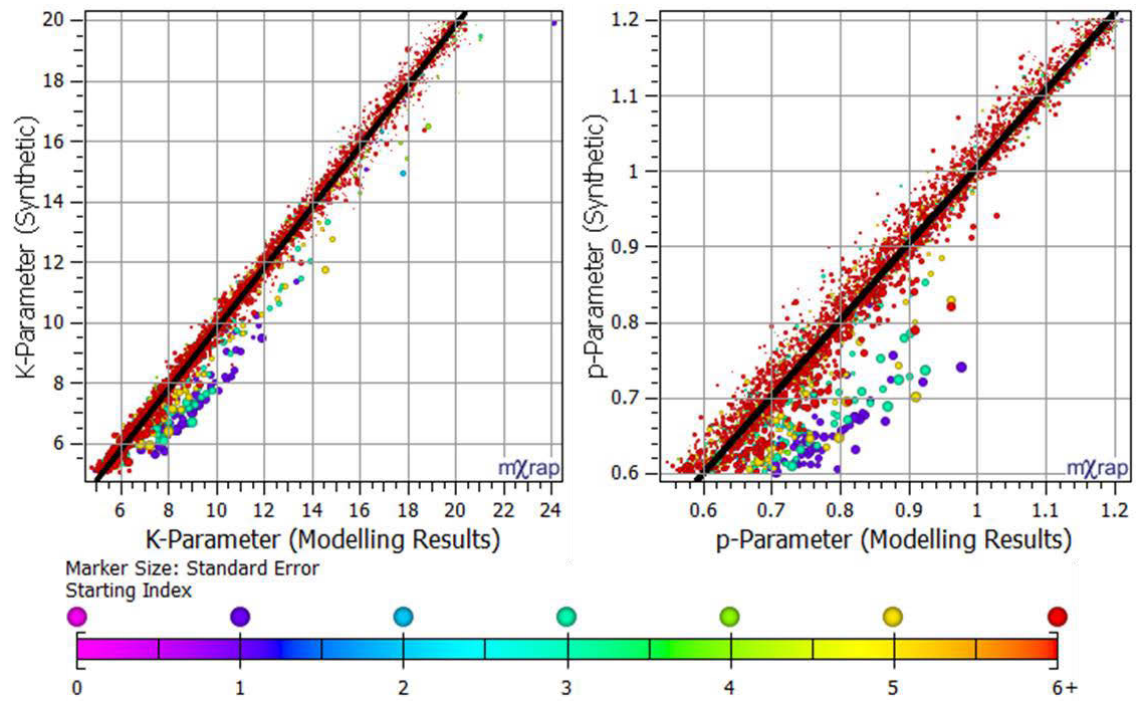 20
18
16
14
12
10
8
6
K-Parameter (Synthetic)
6 8 10 12 14 16 18 20 22 24
K-Parameter (Modelling Results)
mχrap
1.2
1.1
1
0.9
0.8
0.7
0.6
p-Parameter (Synthetic)
0.6 0.7 0.8 0.9 1 1.1 1.2
p-Parameter (Modelling Results)
mχrap
Marker Size: Standard Error
Starting Index
0 1 2 3 4 5 6+